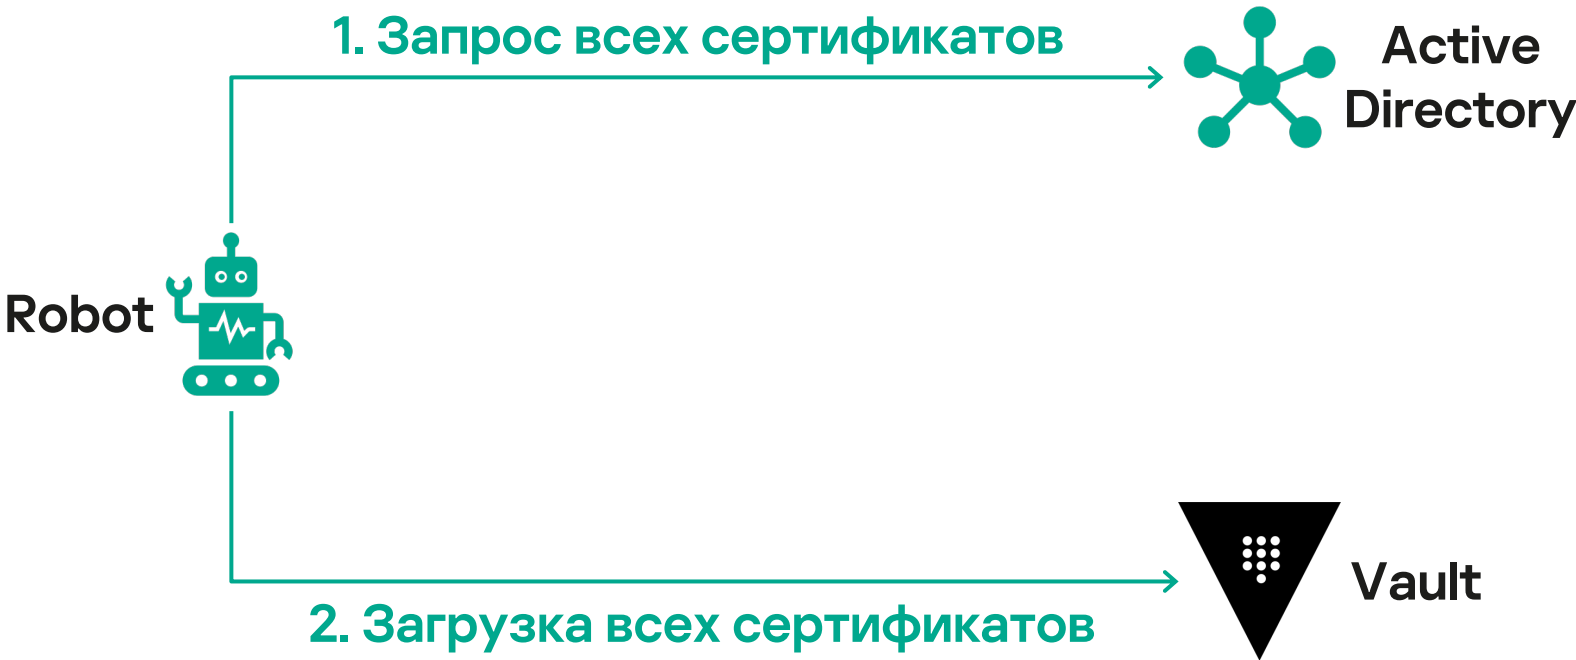 1. Запрос всех сертификатов
Active
Directory
Robot
Vault
2. Загрузка всех сертификатов